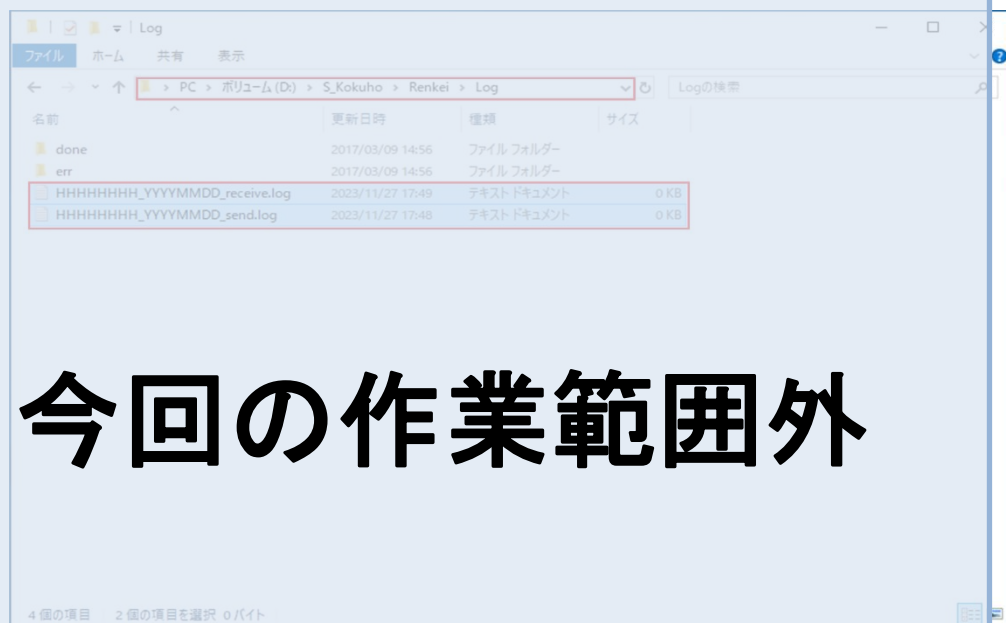 Log
ファイル ホーム 共有 表示
PC > ボリューム (D:) > S_Kokuho > Renkei > Log Logの検索
名前 更新日時 種類 サイズ
done 2017/03/09 14:56 ファイル フォルダー
err 2017/03/09 14:56 ファイル フォルダー
HHHHHHHH_YYYYMMDD_receive.log 2023/11/27 17:49 テキスト ドキュメント 0 KB
HHHHHHHH_YYYYMMDD_send.log 2023/11/27 17:48 テキスト ドキュメント 0 KB
今回の作業範囲外
4 個の項目 2 個の項目を選択 0 バイト